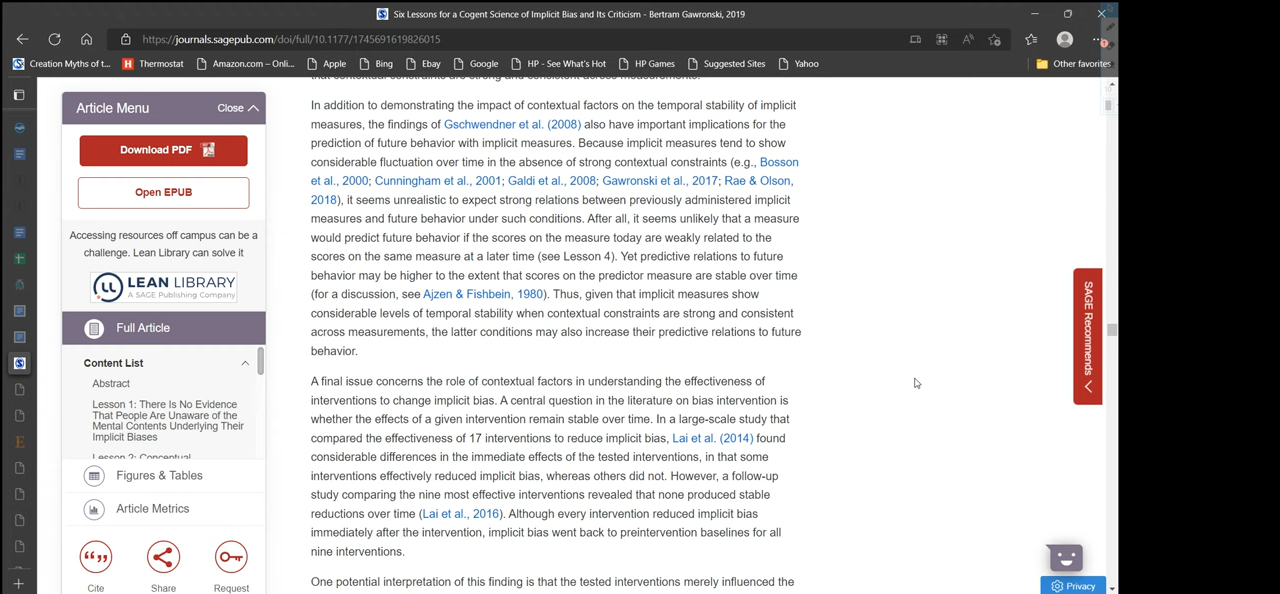 Six Lessons for a Cogent Science of Implicit Bias and Its Criticism - Bertram Gawronski, 2019
https://journals.sagepub.com/doi/full/10.1177/1745691619826015
Creation Myths of t... Thermostat Amazon.com – Onli... Apple Bing Ebay Google HP - See What's Hot HP Games Suggested Sites Yahoo Other favorites
Article Menu Close
Download PDF
Open EPUB
Accessing resources off campus can be a
challenge. Lean Library can solve it
LEAN LIBRARY
A SAGE Publishing Company
Full Article
Content List
Abstract
Lesson 1: There Is No Evidence
That People Are Unaware of the
Mental Contents Underlying Their
Implicit Biases
Lesson 2: Conceptual
Figures & Tables
Article Metrics
Cite Share Request
that contextual constraints are strong and consistent across measurements.
In addition to demonstrating the impact of contextual factors on the temporal stability of implicit
measures, the findings of Gschwendner et al. (2008) also have important implications for the
prediction of future behavior with implicit measures. Because implicit measures tend to show
considerable fluctuation over time in the absence of strong contextual constraints (e.g., Bosson
et al., 2000; Cunningham et al., 2001; Galdi et al., 2008; Gawronski et al., 2017; Rae & Olson,
2018), it seems unrealistic to expect strong relations between previously administered implicit
measures and future behavior under such conditions. After all, it seems unlikely that a measure
would predict future behavior if the scores on the measure today are weakly related to the
scores on the same measure at a later time (see Lesson 4). Yet predictive relations to future
behavior may be higher to the extent that scores on the predictor measure are stable over time
(for a discussion, see Ajzen & Fishbein, 1980). Thus, given that implicit measures show
considerable levels of temporal stability when contextual constraints are strong and consistent
across measurements, the latter conditions may also increase their predictive relations to future
behavior.
A final issue concerns the role of contextual factors in understanding the effectiveness of
interventions to change implicit bias. A central question in the literature on bias intervention is
whether the effects of a given intervention remain stable over time. In a large-scale study that
compared the effectiveness of 17 interventions to reduce implicit bias, Lai et al. (2014) found
considerable differences in the immediate effects of the tested interventions, in that some
interventions effectively reduced implicit bias, whereas others did not. However, a follow-up
study comparing the nine most effective interventions revealed that none produced stable
reductions over time (Lai et al., 2016). Although every intervention reduced implicit bias
immediately after the intervention, implicit bias went back to preintervention baselines for all
nine interventions.
One potential interpretation of this finding is that the tested interventions merely influenced the
SAGE Recommends
Privacy